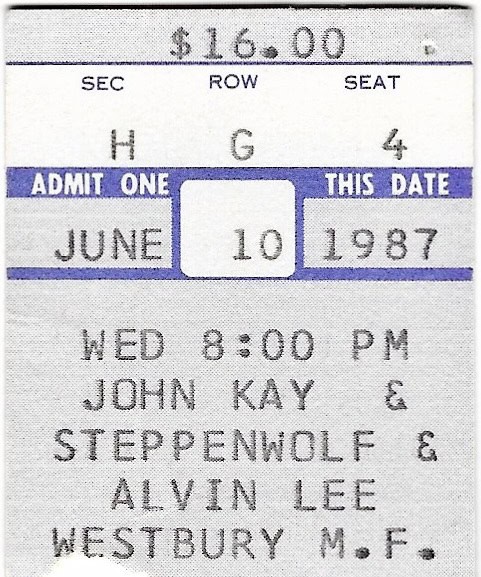 $16.00
SEC ROW SEAT
H G 4
ADMIT ONE THIS DATE
JUNE 10 1987
WED 8:00 PM
JOHN KAY &
STEPPENWOLF &
ALVIN LEE
WESTBURY M.F.